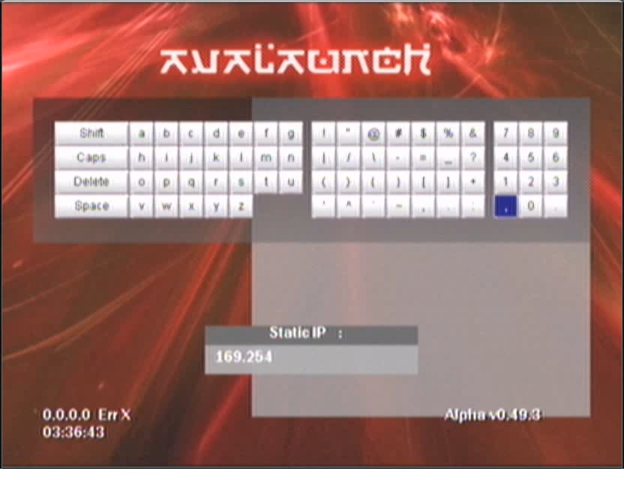 AVALAUNCH
Shift a b c d e f g ! " @ # $ % & 7 8 9
Caps h i j k l m n | / \ - = _ ? 4 5 6
Delete o p q r s t u ( ) { } [ ] + 1 2 3
Space v w x y z ' ^ ` ~ , . : , 0 .
Static IP :
169.254
0.0.0.0 Err X
Alpha v0.49.3
03:36:43